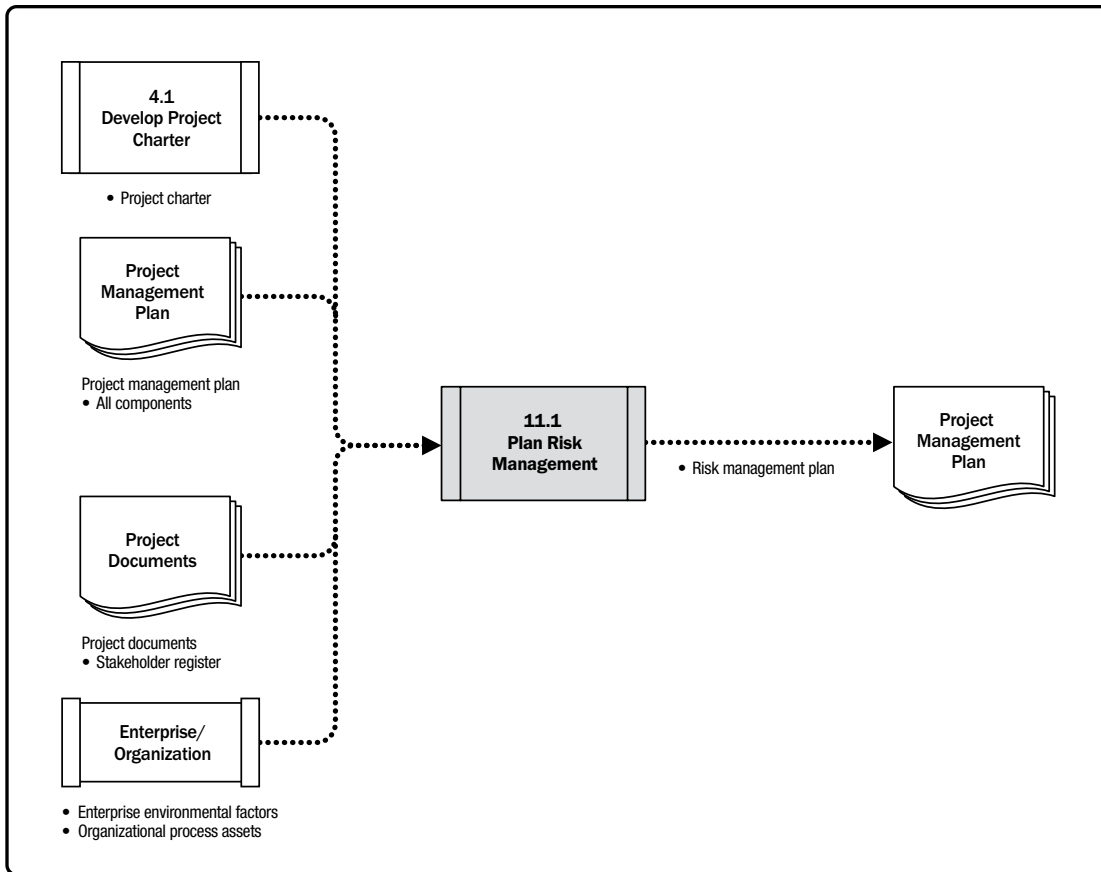 4.1
Develop Project
Charter
• Project charter
Project
Management
Plan
Project management plan
• All components
Project
Documents
Project documents
• Stakeholder register
Enterprise/
Organization
• Enterprise environmental factors
• Organizational process assets
11.1
Plan Risk
Management
• Risk management plan
Project
Management
Plan